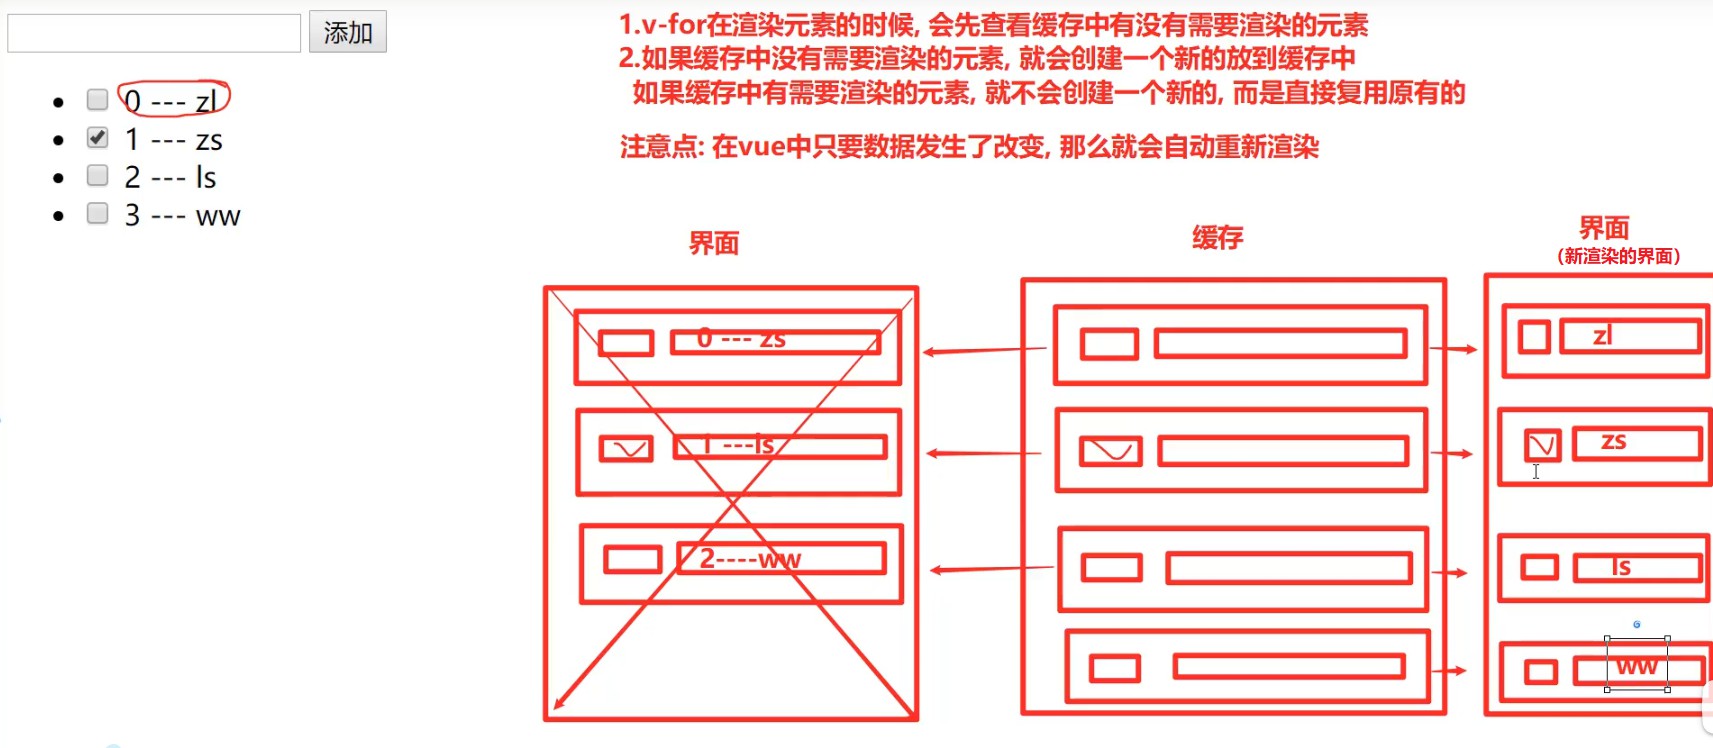 添加
0 --- zl
1 --- zs
2 --- ls
3 --- ww
1.v-for在渲染元素的时候, 会先查看缓存中有没有需要渲染的元素
2.如果缓存中没有需要渲染的元素, 就会创建一个新的放到缓存中
如果缓存中有需要渲染的元素, 就不会创建一个新的, 而是直接复用原有的
注意点: 在vue中只要数据发生了改变, 那么就会自动重新渲染
界面
0 --- zs
1 ---ls
2----ww
缓存
界面
(新渲染的界面)
zl
zs
ls
ww